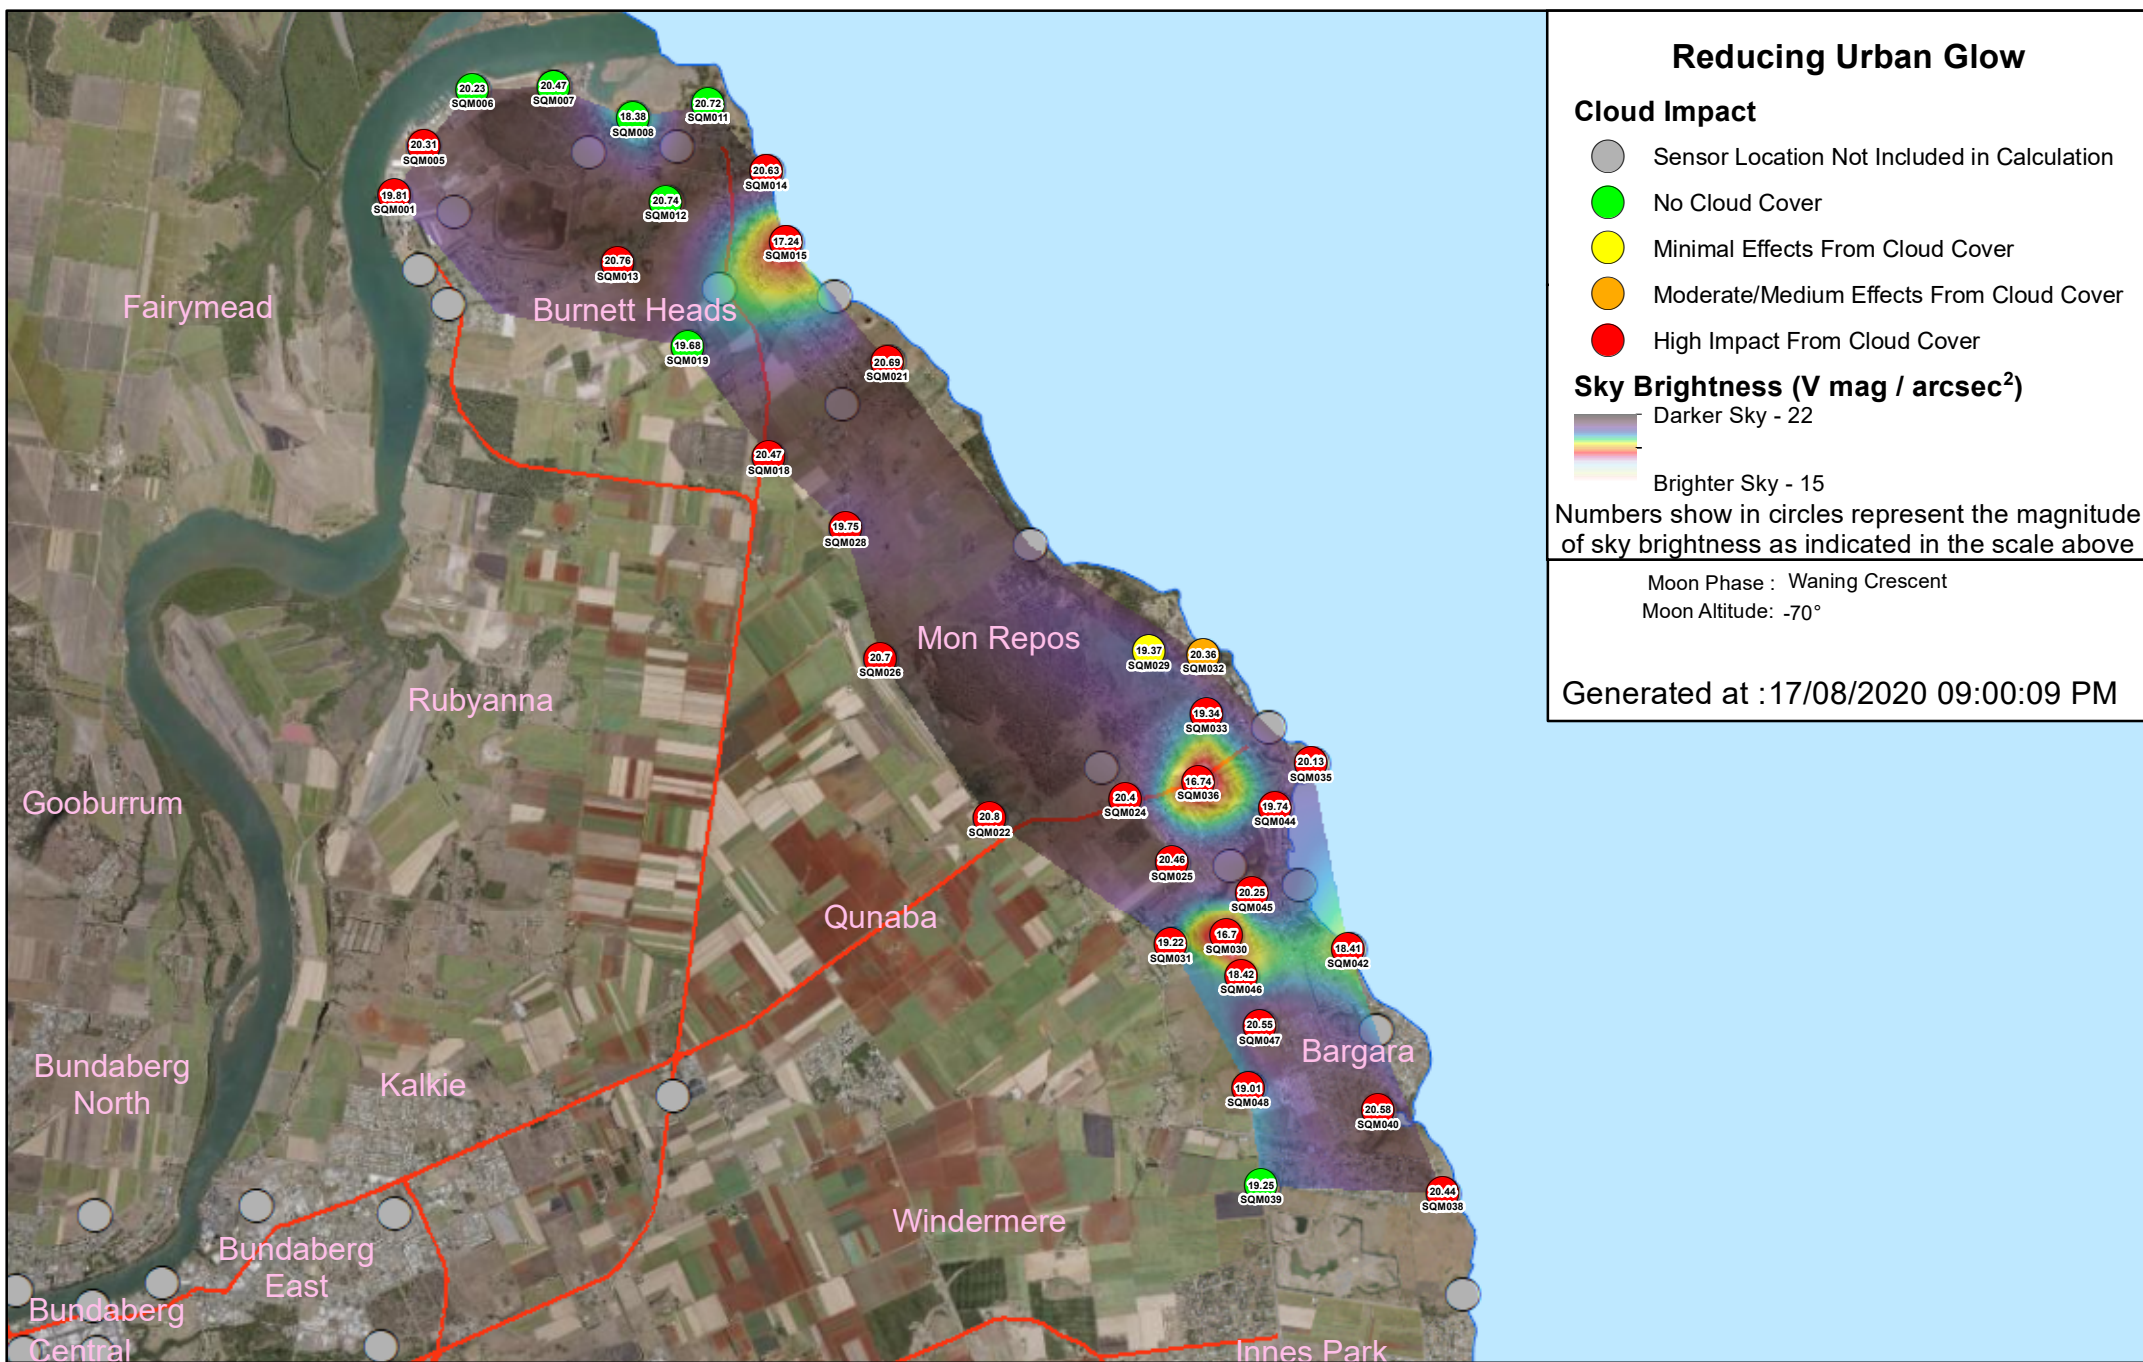 Reducing Urban Glow
Cloud Impact
Sensor Location Not Included in Calculation
No Cloud Cover
Minimal Effects From Cloud Cover
Moderate/Medium Effects From Cloud Cover
High Impact From Cloud Cover
Sky Brightness (V mag / arcsec²)
Darker Sky - 22
Brighter Sky - 15
Numbers show in circles represent the magnitude
of sky brightness as indicated in the scale above
Moon Phase : Waning Crescent
Moon Altitude: -70°
Generated at :17/08/2020 09:00:09 PM
20.23
SQM006
20.47
SQM007
18.38
SQM008
20.72
SQM011
20.31
SQM005
20.63
SQM014
19.81
SQM001
20.74
SQM012
17.24
SQM015
20.76
SQM013
Fairymead
Burnett Heads
19.68
SQM019
20.69
SQM021
20.47
SQM018
19.75
SQM028
Mon Repos
19.37
SQM029
20.36
SQM032
20.7
SQM026
Rubyanna
19.34
SQM033
20.13
SQM035
16.74
SQM036
Gooburrum
20.4
SQM024
19.74
SQM044
20.8
SQM022
20.46
SQM025
20.25
SQM045
Qunaba
19.22
SQM031
16.7
SQM030
18.41
SQM042
18.42
SQM046
20.55
SQM047
Bargara
Bundaberg
North
Kalkie
19.01
SQM048
20.58
SQM040
19.25
SQM039
20.44
SQM038
Windermere
Bundaberg
East
Bundaberg
Central
Innes Park